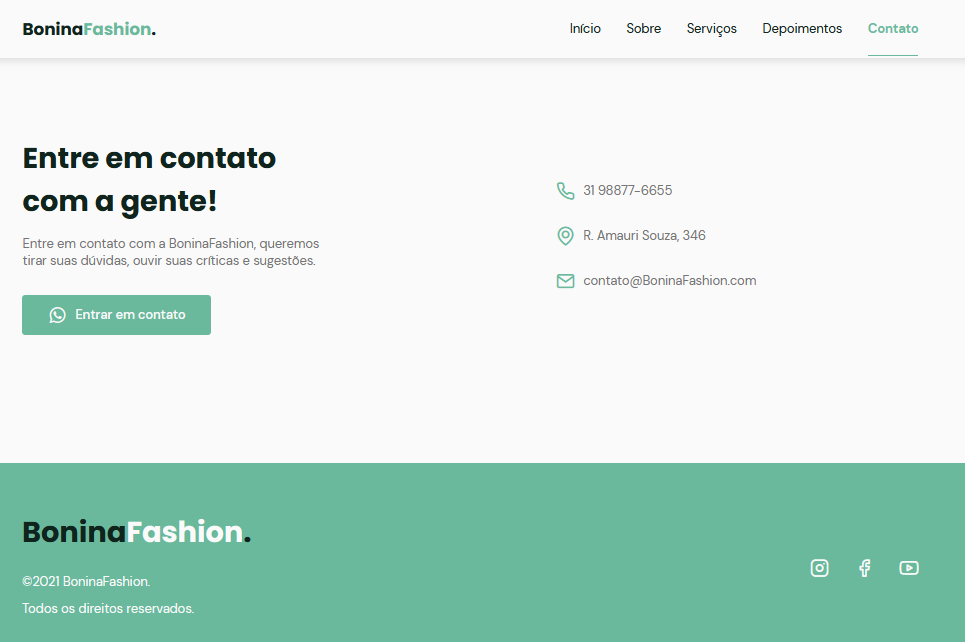 BoninaFashion.
Início Sobre Serviços Depoimentos Contato
Entre em contato
com a gente!
Entre em contato com a BoninaFashion, queremos
tirar suas dúvidas, ouvir suas críticas e sugestões.
Entrar em contato
31 98877-6655
R. Amauri Souza, 346
contato@BoninaFashion.com
BoninaFashion.
©2021 BoninaFashion.
Todos os direitos reservados.